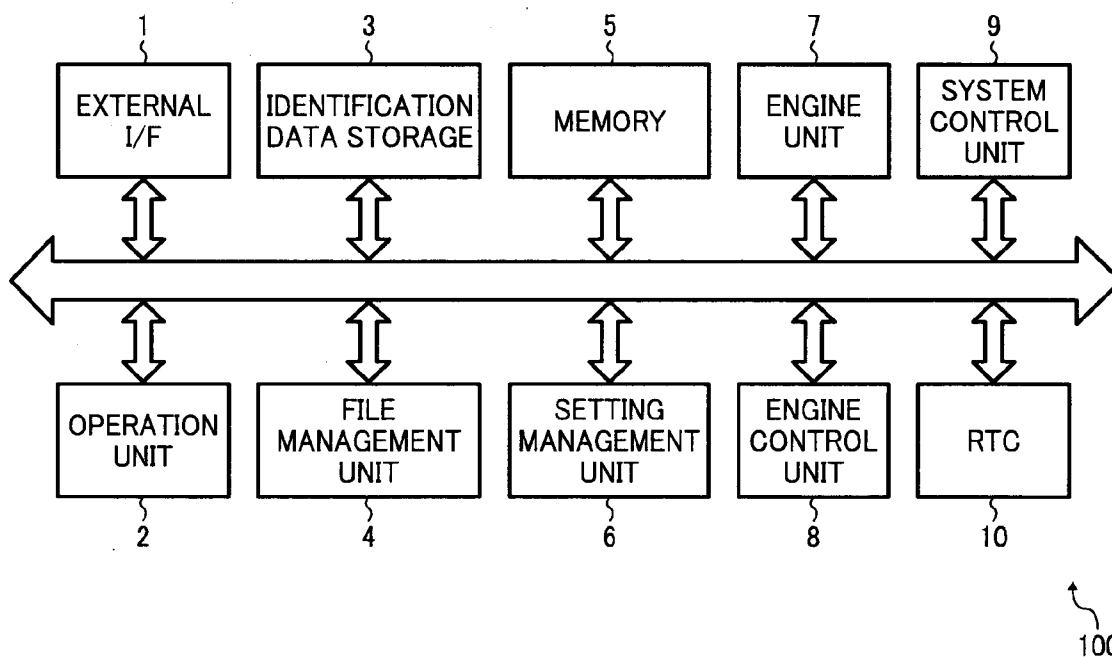 1
3
5
7
9
EXTERNAL
I/F
IDENTIFICATION
DATA STORAGE
MEMORY
ENGINE
UNIT
SYSTEM
CONTROL
UNIT
OPERATION
UNIT
FILE
MANAGEMENT
UNIT
SETTING
MANAGEMENT
UNIT
ENGINE
CONTROL
UNIT
RTC
2
4
6
8
10
100